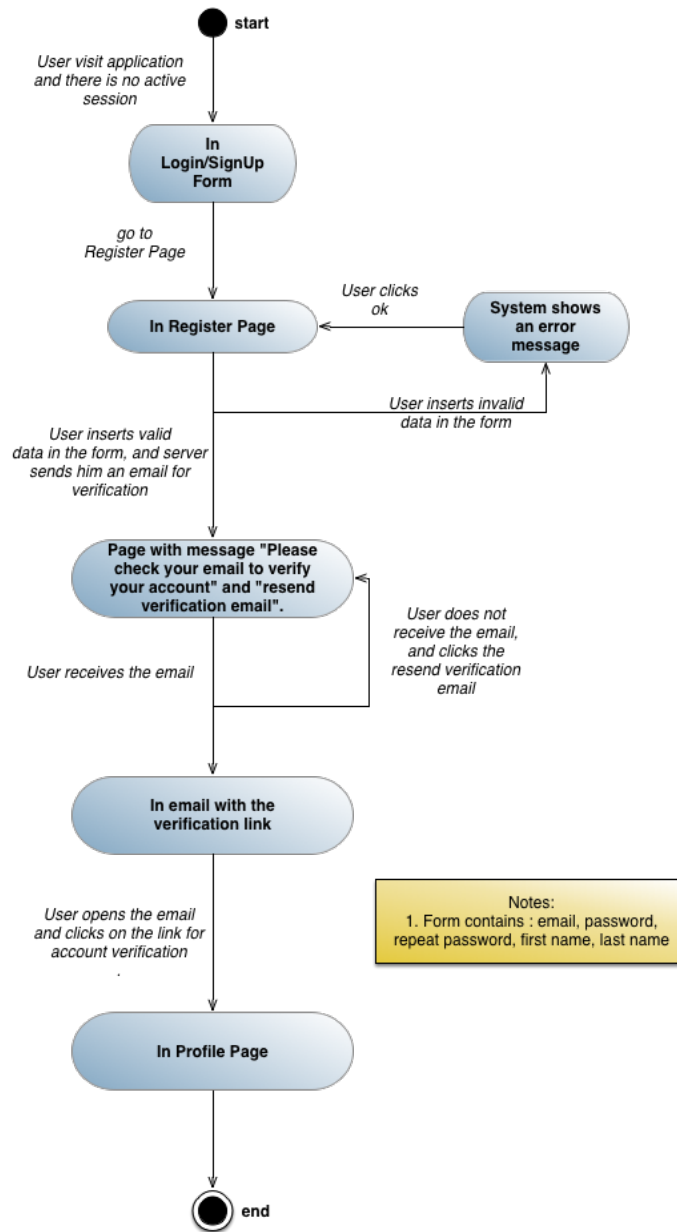 start
User visit application
and there is no active
session
In
Login/SignUp
Form
go to
Register Page
User clicks
ok
System shows
an error
message
In Register Page
User inserts invalid
data in the form
User inserts valid
data in the form, and server
sends him an email for
verification
Page with message "Please
check your email to verify
your account" and "resend
verification email".
User does not
receive the email,
and clicks the
resend verification
email
User receives the email
In email with the
verification link
User opens the email
and clicks on the link for
account verification
.
Notes:
1. Form contains : email, password,
repeat password, first name, last name
In Profile Page
end